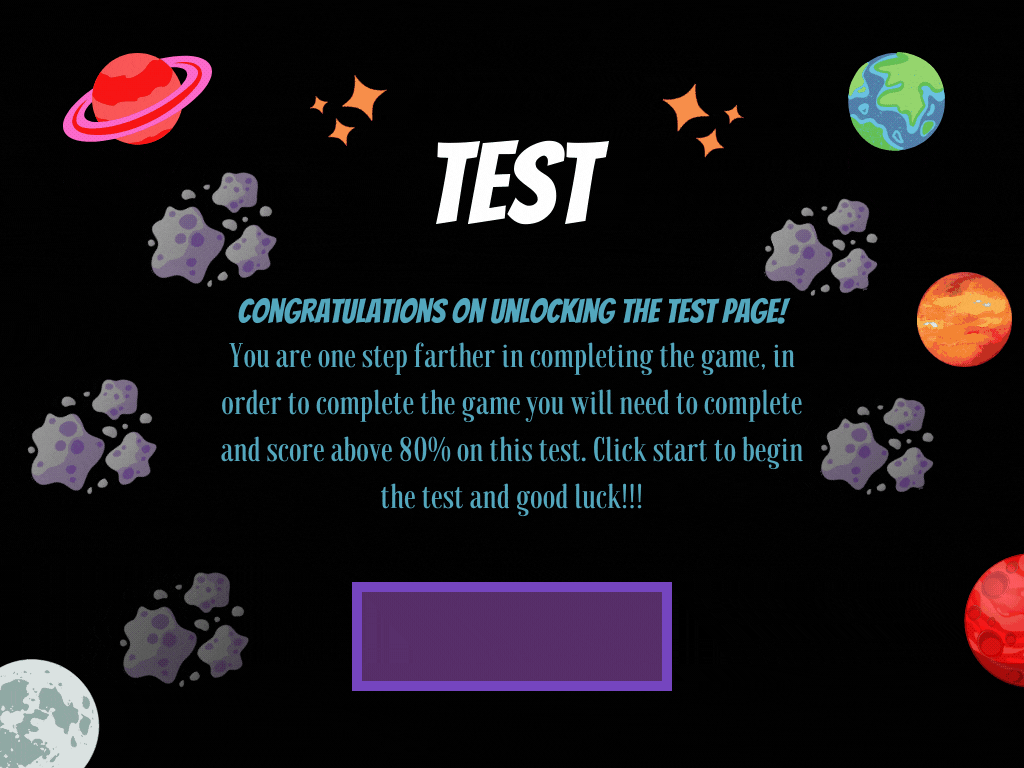 TEST
CONGRATULATIONS ON UNLOCKING THE TEST PAGE!
You are one step farther in completing the game, in
order to complete the game you will need to complete
and score above 80% on this test. Click start to begin
the test and good luck!!!